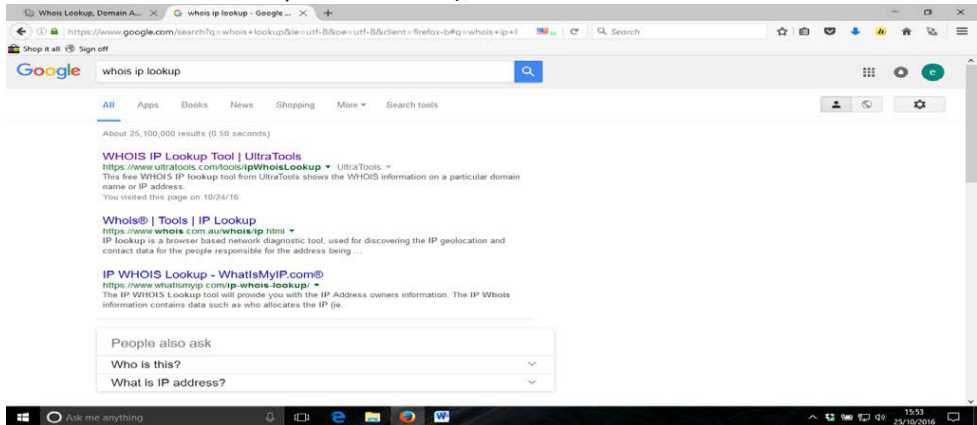 Whois Lookup, Domain A...
whois ip lookup - Google ...
https://www.google.com/search?q=whois+ip+lookup&ie=utf-8&oe=utf-8&client=firefox-b#q=whois+ip+l
Search
Shop it all
Sign off
Google
whois ip lookup
e
All Apps Books News Shopping More Search tools
About 25,100,000 results (0.50 seconds)
WHOIS IP Lookup Tool | UltraTools
https://www.ultratools.com/tools/ipWhoisLookup UltraTools
This free WHOIS IP lookup tool from UltraTools shows the WHOIS information on a particular domain
name or IP address.
You visited this page on 10/24/16.
Whois® | Tools | IP Lookup
https://www.whois.com.au/whois/ip.html
IP lookup is a browser based network diagnostic tool, used for discovering the IP geolocation and
contact data for the people responsible for the address being ...
IP WHOIS Lookup - WhatIsMyIP.com®
https://www.whatismyip.com/ip-whois-lookup/
The IP WHOIS Lookup tool will provide you with the IP Address owners information. The IP Whois
information contains data such as who allocates the IP (ie.
People also ask
Who is this?
What is IP address?
Ask me anything
15:53
25/10/2016